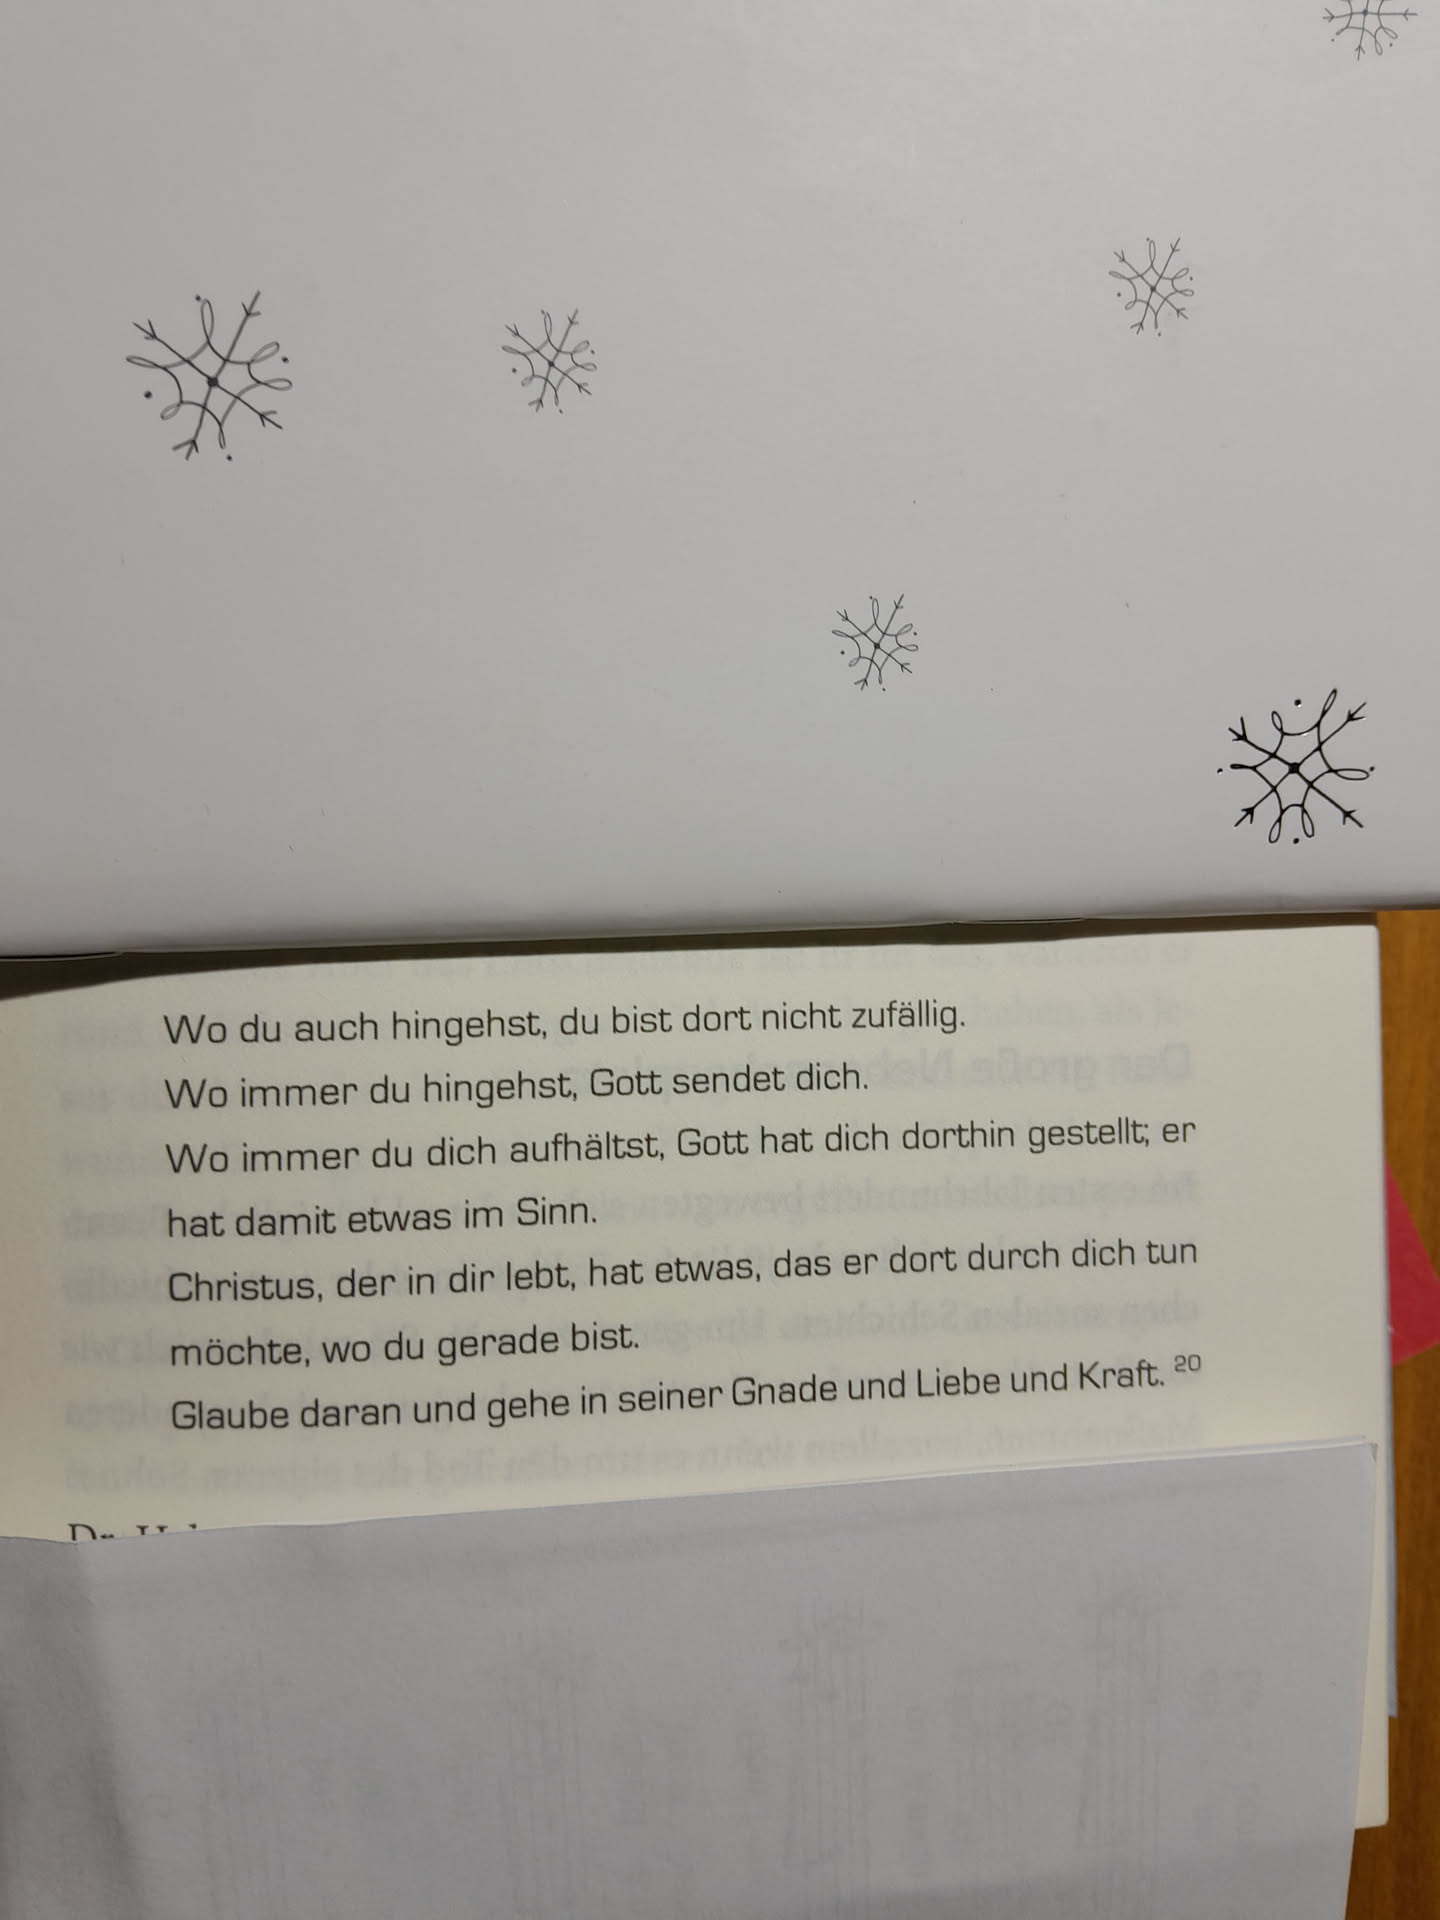 Wo du auch hingehst, du bist dort nicht zufällig.
Wo immer du hingehst, Gott sendet dich.
Wo immer du dich aufhältst, Gott hat dich dorthin gestellt; er
hat damit etwas im Sinn.
Christus, der in dir lebt, hat etwas, das er dort durch dich tun
möchte, wo du gerade bist.
Glaube daran und gehe in seiner Gnade und Liebe und Kraft. 20